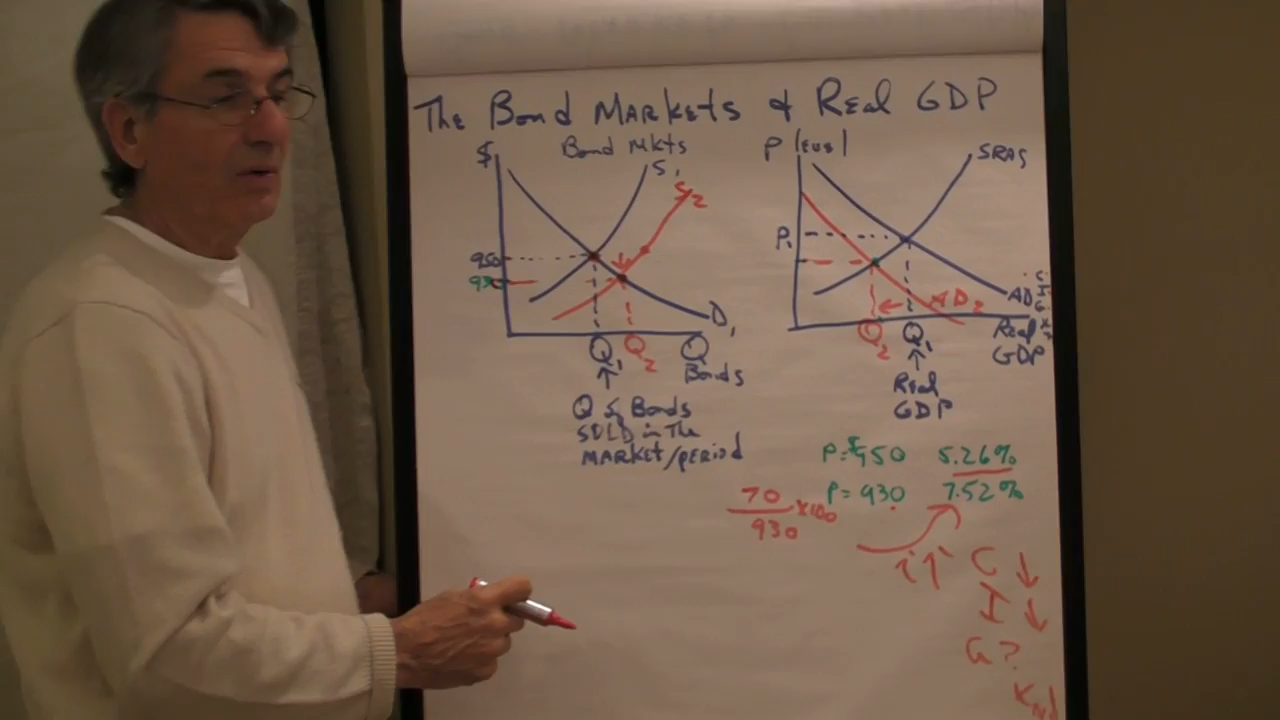 The Bond Markets & Real GDP
Bond Mkts
$
S1
S2
950
930
D1
Q1
Q2
Q
Bonds
Q of Bonds
SOLD in The
MARKET/period
P level
SRAS
P1
AD
C
I
G
AD2
Q2
Q1
Real
GDP
Real
GDP
P=$950 5.26%
P=930 7.52%
70
930
x100
i↑
C ↓
I ↓
G?